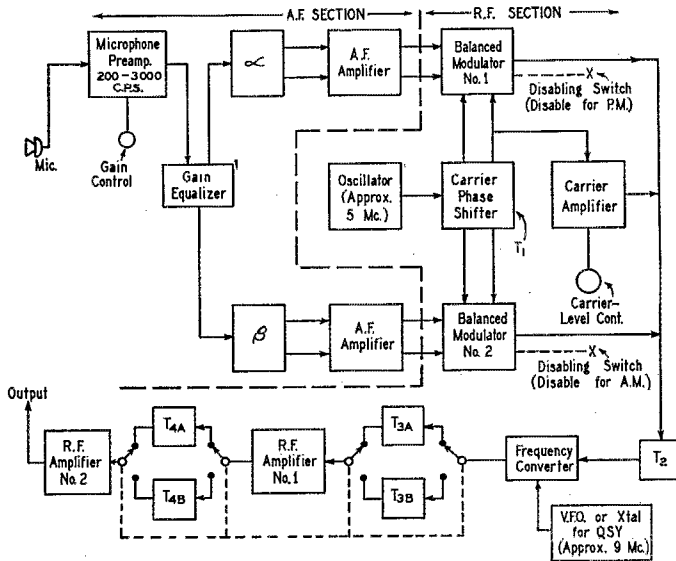 A.F. SECTION
R.F. SECTION
Microphone
Preamp.
200-3000
C.P.S.
∝
A.F.
Amplifier
Balanced
Modulator
No. 1
X
Disabling Switch
(Disable for P.M.)
Mic.
Gain
Control
Gain
Equalizer
1
Oscillator
(Approx.
5 Mc.)
Carrier
Phase
Shifter
T1
Carrier
Amplifier
Carrier-
Level Cont.
β
A.F.
Amplifier
Balanced
Modulator
No. 2
X
Disabling Switch
(Disable for A.M.)
Output
R.F.
Amplifier
No. 2
T4A
T4B
R.F.
Amplifier
No. 1
T3A
T3B
Frequency
Converter
T2
V.F.O. or Xtal
for
QSY
(Approx. 9 Mc.)